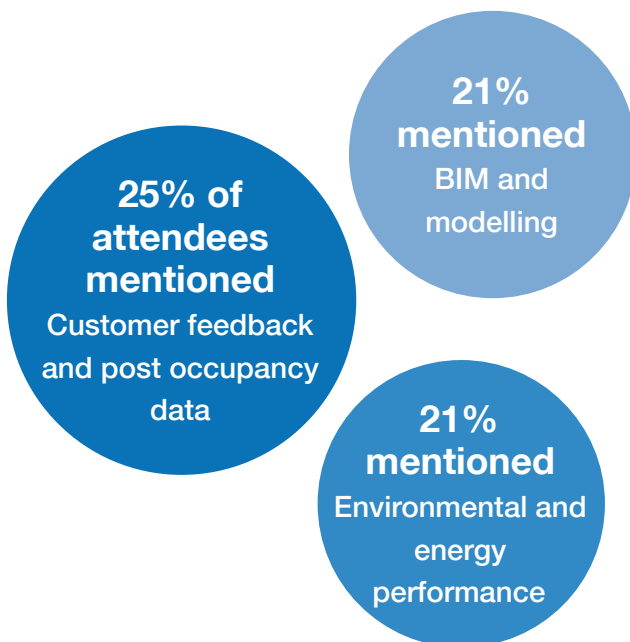 25% of
attendees
mentioned
Customer feedback
and post occupancy
data
21%
mentioned
BIM and
modelling
21%
mentioned
Environmental and
energy
performance